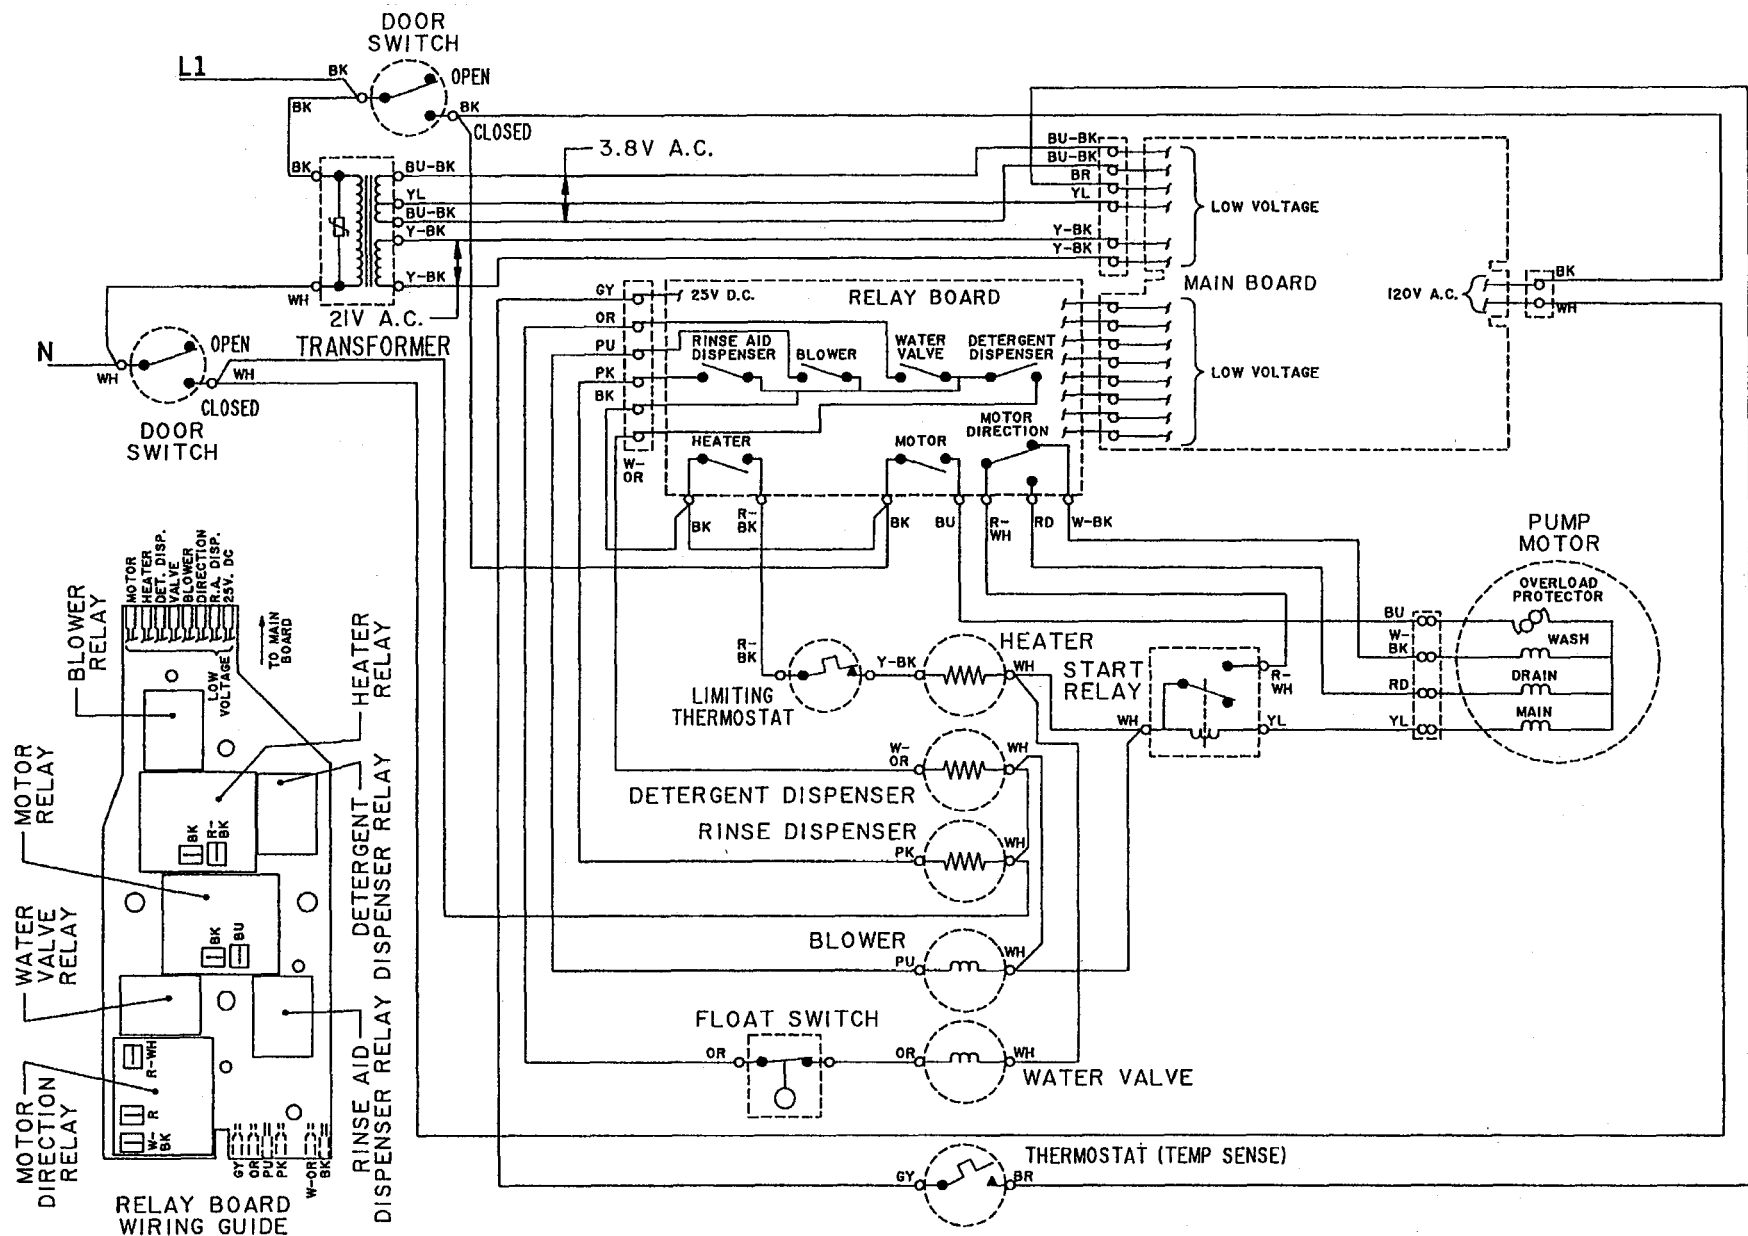 DOOR
SWITCH
L1
BK
OPEN
BK
BK
CLOSED
3.8V A.C.
BK
BU-BK
YL
BU-BK
Y-BK
Y-BK
WH
21V A.C.
TRANSFORMER
BU-BK
BU-BK
BR
YL
Y-BK
Y-BK
LOW VOLTAGE
MAIN BOARD
120V A.C.
BK
WH
LOW VOLTAGE
N
OPEN
WH
WH
CLOSED
DOOR
SWITCH
GY
OR
PU
PK
BK
W-
OR
25V D.C.
RELAY BOARD
RINSE AID
DISPENSER
BLOWER
WATER
VALVE
DETERGENT
DISPENSER
HEATER
MOTOR
MOTOR
DIRECTION
BK
R-
BK
BK
BU
R-
WH
RD
W-BK
PUMP
MOTOR
OVERLOAD
PROTECTOR
BU
WASH
W-
BK
DRAIN
RD
MAIN
YL
R-
BK
LIMITING
THERMOSTAT
Y-BK
HEATER
WH
START
RELAY
WH
R-
WH
YL
W-
OR
WH
DETERGENT DISPENSER
RINSE DISPENSER
PK
WH
BLOWER
PU
WH
FLOAT SWITCH
OR
OR
WH
WATER VALVE
THERMOSTAT (TEMP SENSE)
GY
BR
MOTOR
HEATER
DET. DISP.
VALVE
BLOWER
DIRECTION
R.A. DISP.
25V. DC
TO MAIN
BOARD
LOW
VOLTAGE
BLOWER
RELAY
HEATER
RELAY
MOTOR
RELAY
DETERGENT
DISPENSER RELAY
BK
R-
BK
WATER
VALVE
RELAY
BK
BU
RINSE AID
DISPENSER RELAY
MOTOR
DIRECTION
RELAY
R-WH
R
W-
BK
GY
OR
PU
PK
W-OR
BK
RELAY BOARD
WIRING GUIDE